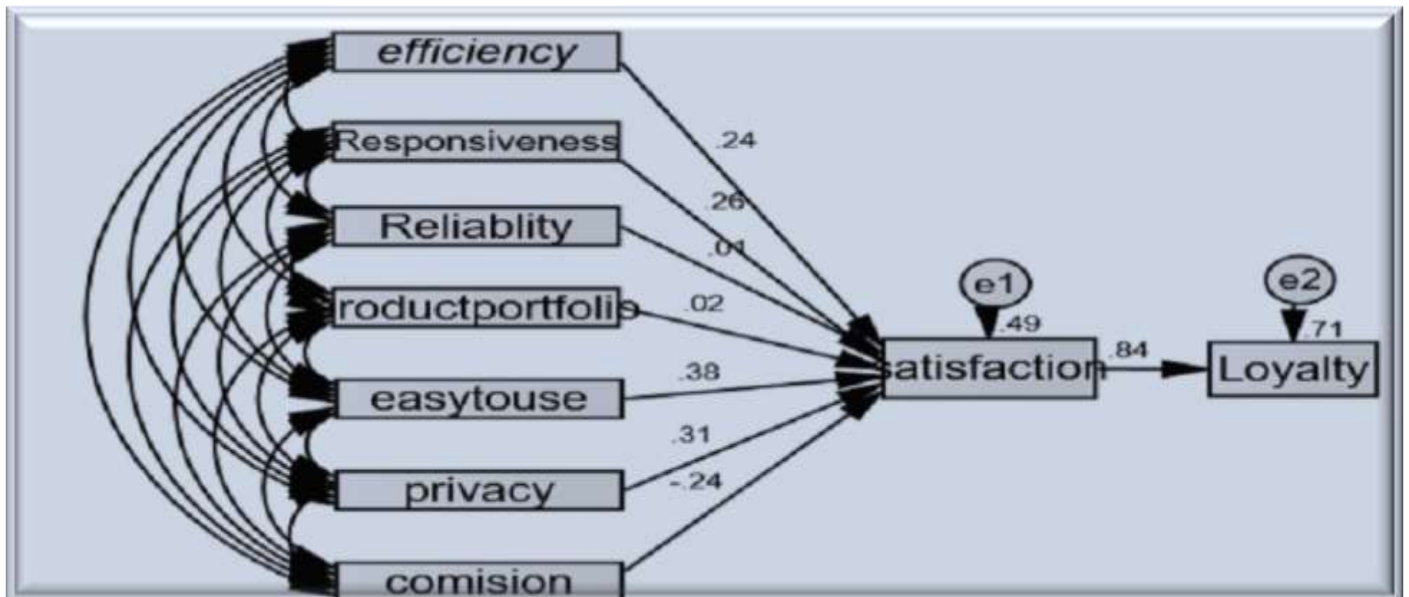 efficiency
.24
Responsiveness
.26
Reliablity
.01
roductportfolis
.02
easytouse
.38
privacy
.31
comision
-.24
e1
.49
satisfaction
.84
e2
.71
Loyalty